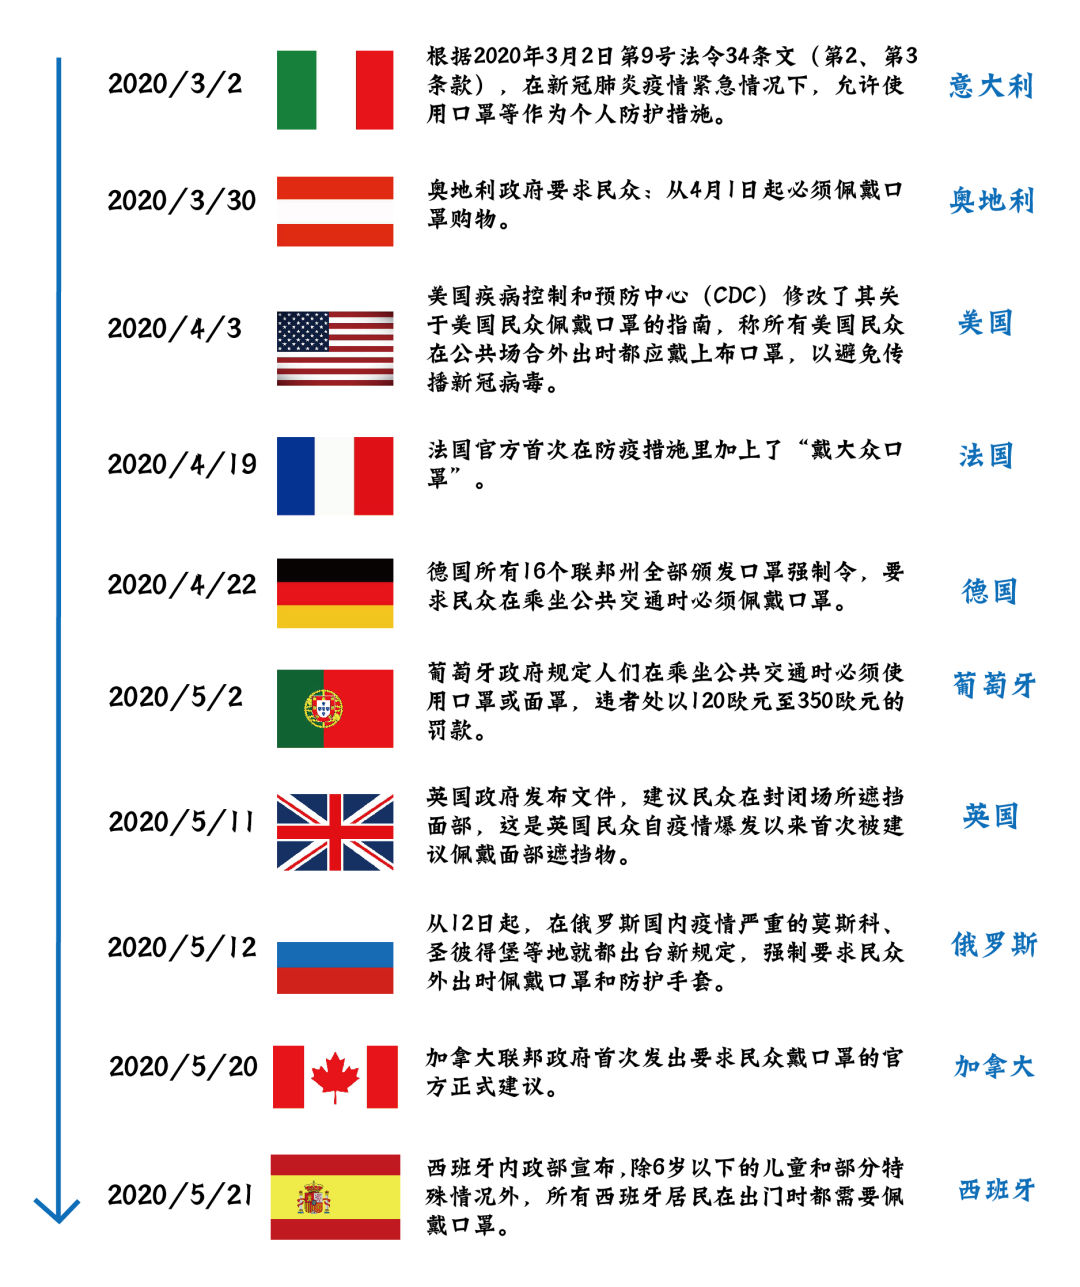 2020/3/2
根据2020年3月2日第9号法令34条文（第2、第3
条款），在新冠肺炎疫情紧急情况下，允许使
用口罩等作为个人防护措施。
意大利
2020/3/30
奥地利政府要求民众：从4月1日起必须佩戴口
罩购物。
奥地利
2020/4/3
美国疾病控制和预防中心（CDC）修改了其关
于美国民众佩戴口罩的指南，称所有美国民众
在公共场合外出时都应戴上布口罩，以避免传
播新冠病毒。
美国
2020/4/19
法国官方首次在防疫措施里加上了“戴大众口
罩”。
法国
2020/4/22
德国所有16个联邦州全部颁发口罩强制令，要
求民众在乘坐公共交通时必须佩戴口罩。
德国
2020/5/2
葡萄牙政府规定人们在乘坐公共交通时必须使
用口罩或面罩，违者处以120欧元至350欧元的
罚款。
葡萄牙
2020/5/11
英国政府发布文件，建议民众在封闭场所遮挡
面部，这是英国民众自疫情爆发以来首次被建
议佩戴面部遮挡物。
英国
2020/5/12
从12日起，在俄罗斯国内疫情严重的莫斯科、
圣彼得堡等地就都出台新规定，强制要求民众
外出时佩戴口罩和防护手套。
俄罗斯
2020/5/20
加拿大联邦政府首次发出要求民众戴口罩的官
方正式建议。
加拿大
2020/5/21
西班牙内政部宣布,除6岁以下的儿童和部分特
殊情况外，所有西班牙居民在出门时都需要佩
戴口罩。
西班牙